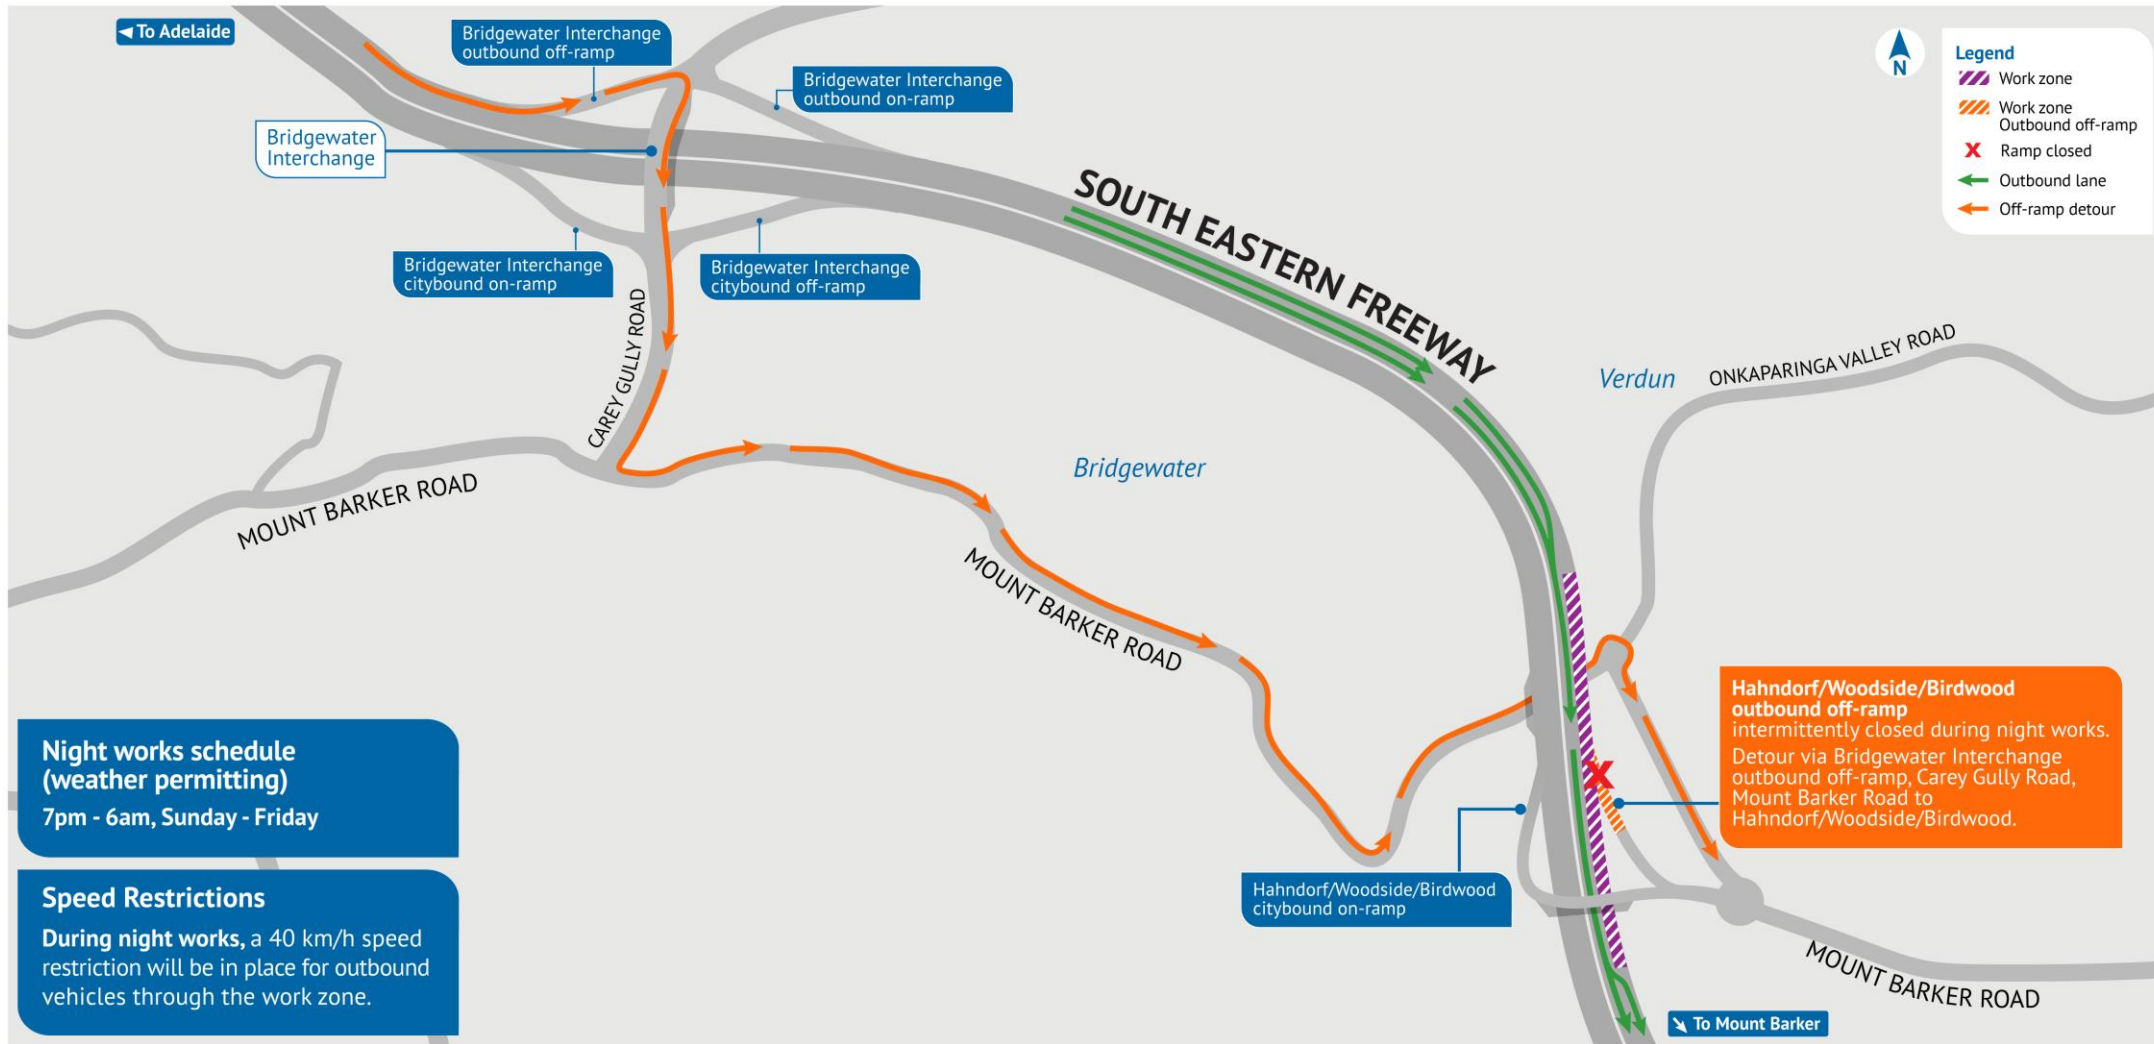 ◄ To Adelaide
Bridgewater Interchange
outbound off-ramp
Bridgewater Interchange
outbound on-ramp
Bridgewater
Interchange
Bridgewater Interchange
citybound on-ramp
Bridgewater Interchange
citybound off-ramp
N
Legend
Work zone
Work zone
Outbound off-ramp
X Ramp closed
Outbound lane
Off-ramp detour
SOUTH EASTERN FREEWAY
CAREY GULLY ROAD
Verdun
ONKAPARINGA VALLEY ROAD
Bridgewater
MOUNT BARKER ROAD
MOUNT BARKER ROAD
Hahndorf/Woodside/Birdwood
outbound off-ramp
intermittently closed during night works.
Detour via Bridgewater Interchange
outbound off-ramp, Carey Gully Road,
Mount Barker Road to
Hahndorf/Woodside/Birdwood.
X
Hahndorf/Woodside/Birdwood
citybound on-ramp
MOUNT BARKER ROAD
↘ To Mount Barker
Night works schedule
(weather permitting)
7pm - 6am, Sunday - Friday
Speed Restrictions
During night works, a 40 km/h speed
restriction will be in place for outbound
vehicles through the work zone.